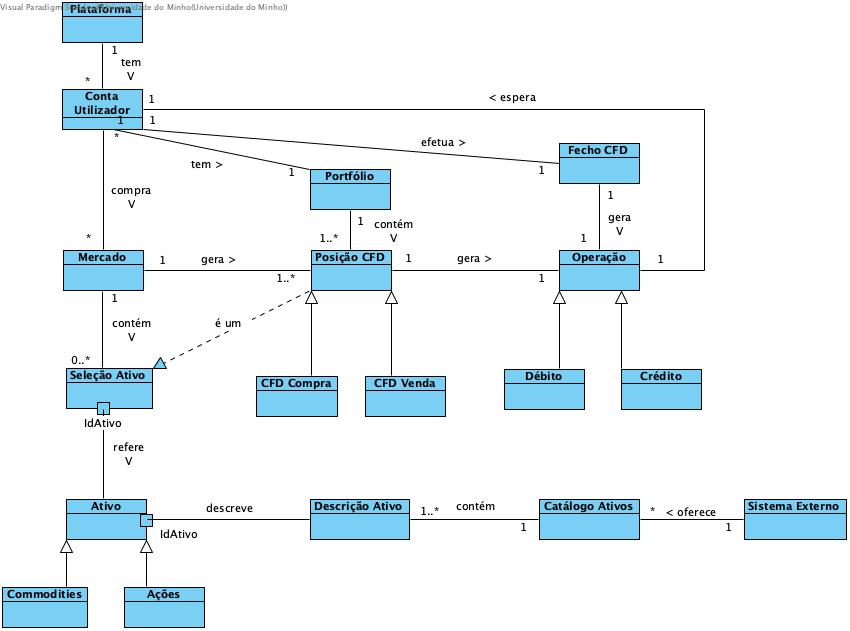 Visual Paradigm Standard (Universidade do Minho(Universidade do Minho))
Plataforma
1
tem
V
*
Conta
Utilizador
1
1
1
*
< espera
efetua >
tem >
1
1
Fecho CFD
Portfólio
compra
V
1
contém
V
1..*
1
gera
V
1
*
Mercado
1
gera >
1..*
Posição CFD
1
gera >
1
Operação
1
1
contém
V
0..*
é um
Seleção Ativo
IdAtivo
CFD Compra
CFD Venda
Débito
Crédito
refere
V
Ativo
IdAtivo
descreve
Descrição Ativo
1..*
contém
1
Catálogo Ativos
*
< oferece
1
Sistema Externo
Commodities
Ações